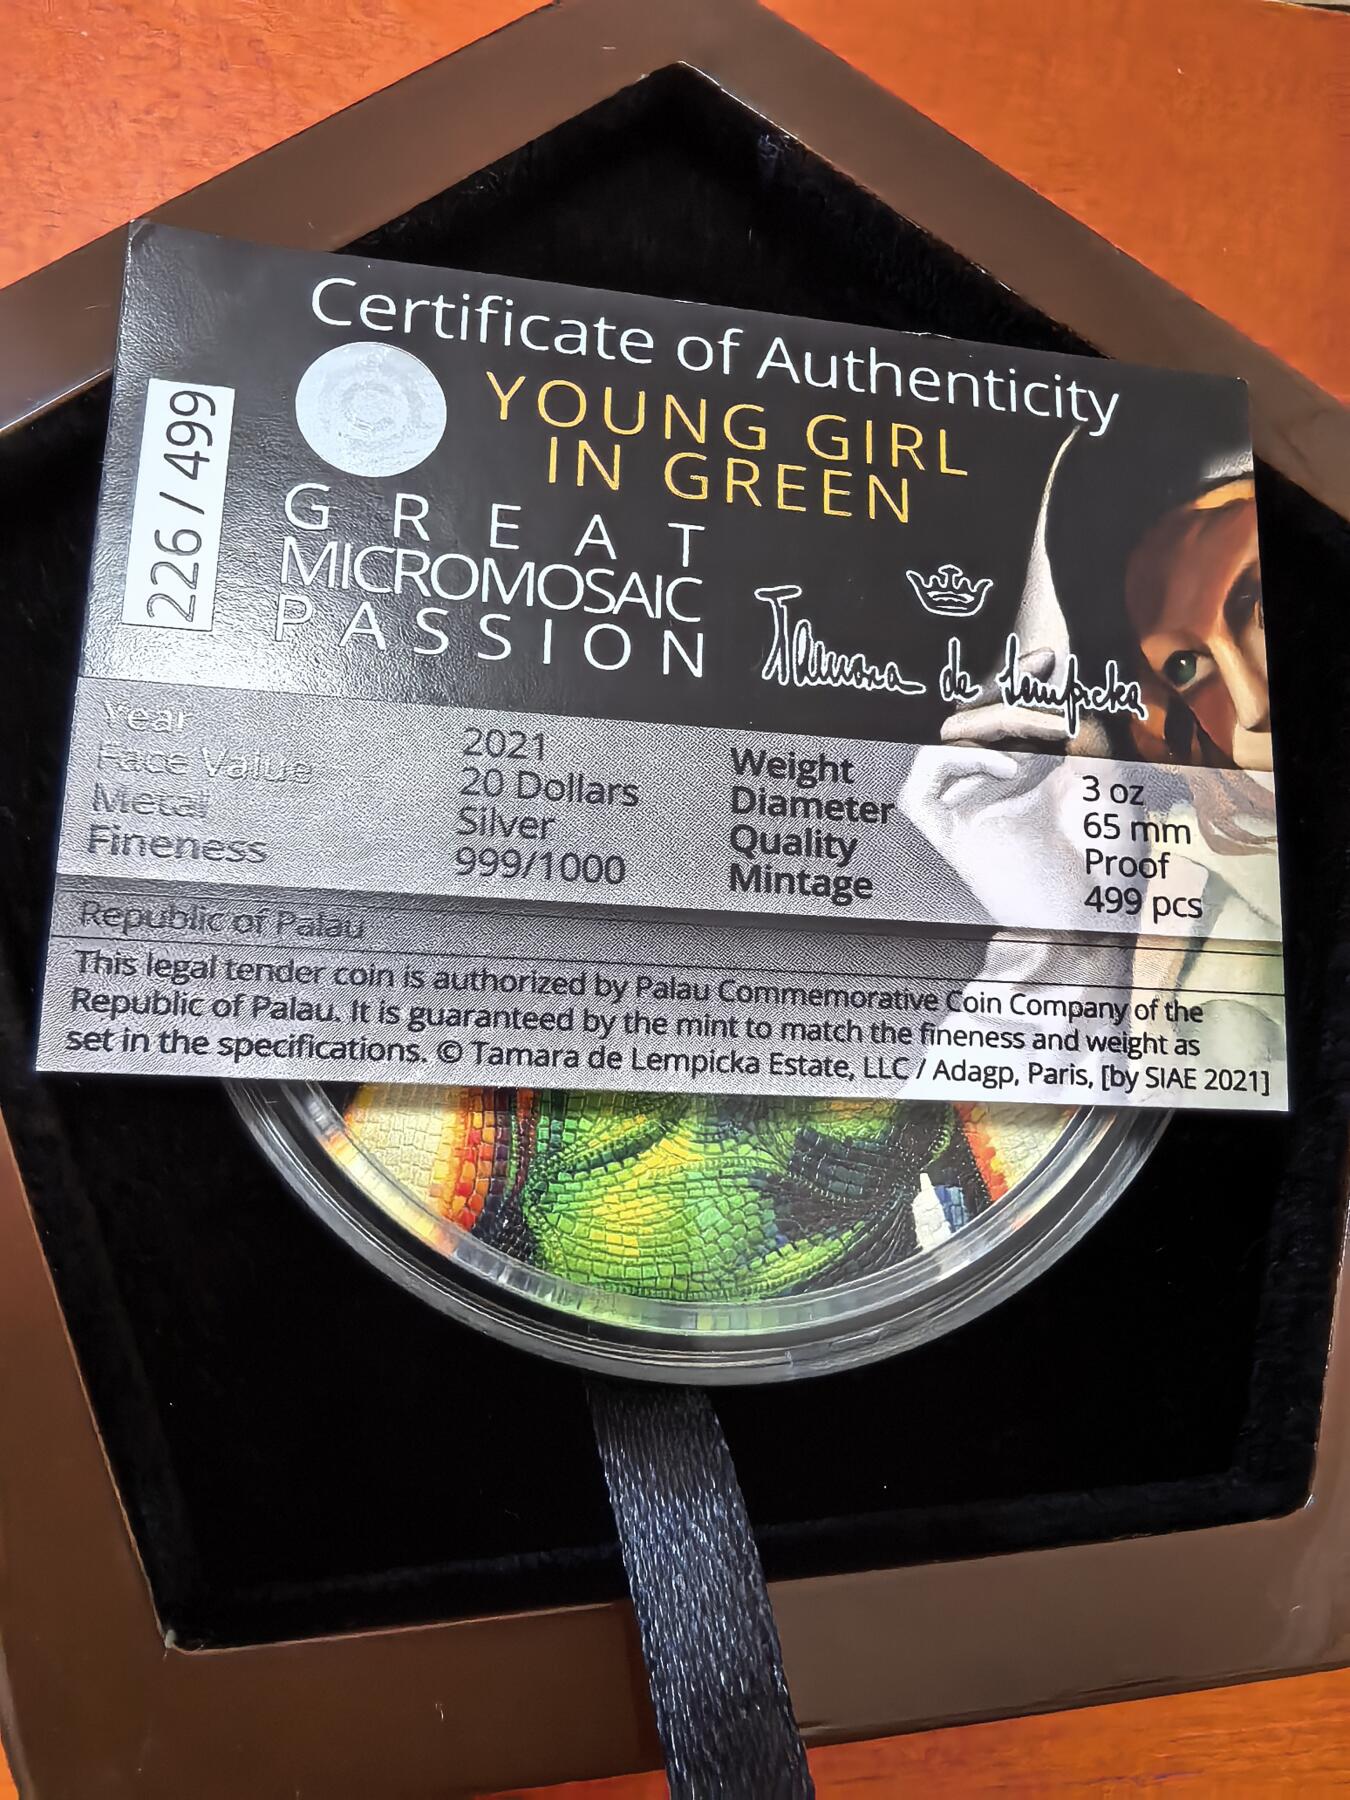 Certificate of Authenticity
226 / 499
YOUNG GIRL
IN GREEN
GREAT
MICROMOSAIC
PASSION
Tamara de Lempicka
Year 2021 Weight 3 oz
Face Value 20 Dollars Diameter 65 mm
Metal Silver Quality Proof
Fineness 999/1000 Mintage 499 pcs
Republic of Palau
This legal tender coin is authorized by Palau Commemorative Coin Company of the
Republic of Palau. It is guaranteed by the mint to match the fineness and weight as
set in the specifications. © Tamara de Lempicka Estate, LLC / Adagp, Paris, [by SIAE 2021]